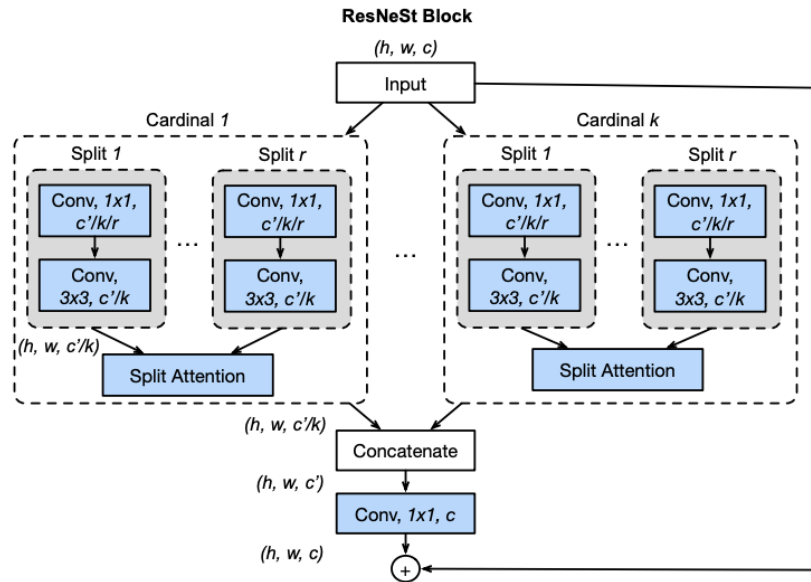 ResNeSt Block
(h, w, c)
Input
Cardinal 1
Cardinal k
Split 1
Split r
Split 1
Split r
Conv, 1x1,
c'/k/r
Conv, 1x1,
c'/k/r
Conv, 1x1,
c'/k/r
Conv, 1x1,
c'/k/r
...
...
...
Conv,
3x3, c'/k
Conv,
3x3, c'/k
Conv,
3x3, c'/k
Conv,
3x3, c'/k
(h, w, c'/k)
Split Attention
Split Attention
(h, w, c'/k)
Concatenate
(h, w, c')
Conv, 1x1, c
(h, w, c)
+